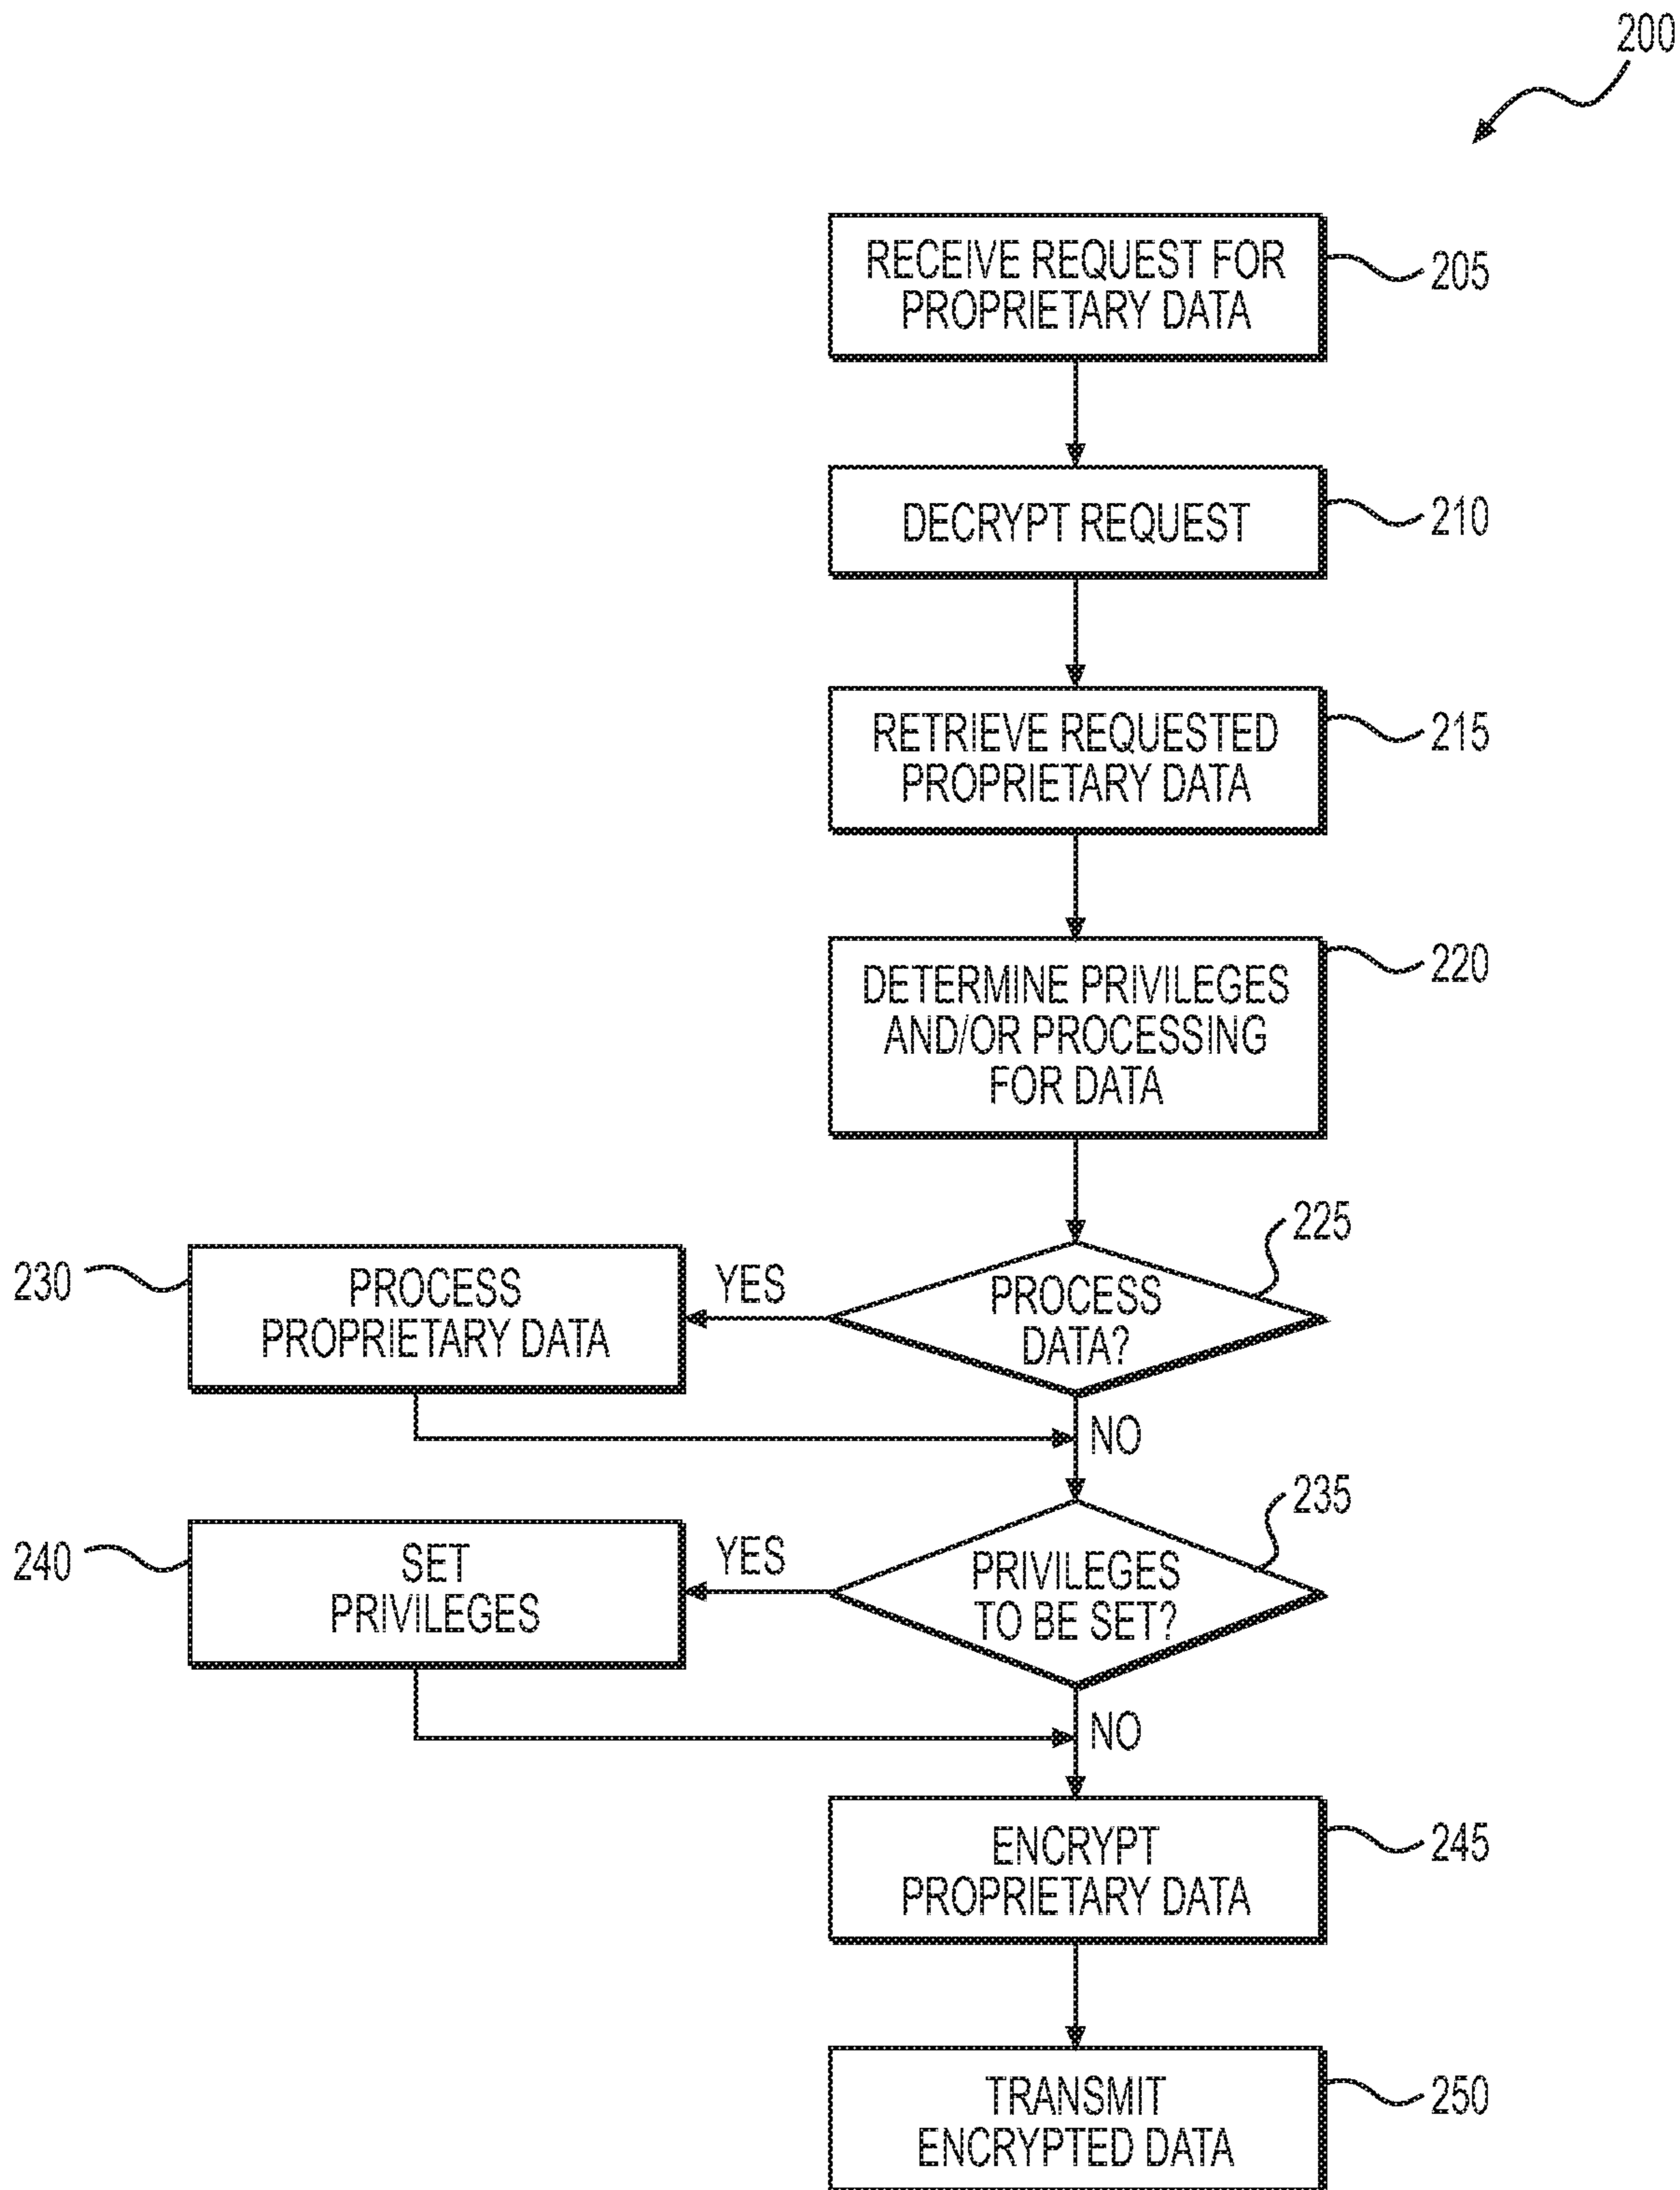 200
RECEIVE REQUEST FOR
PROPRIETARY DATA
205
DECRYPT REQUEST
210
RETRIEVE REQUESTED
PROPRIETARY DATA
215
DETERMINE PRIVILEGES
AND/OR PROCESSING
FOR DATA
220
225
PROCESS
DATA?
YES
230
PROCESS
PROPRIETARY DATA
NO
235
PRIVILEGES
TO BE SET?
YES
240
SET
PRIVILEGES
NO
ENCRYPT
PROPRIETARY DATA
245
TRANSMIT
ENCRYPTED DATA
250